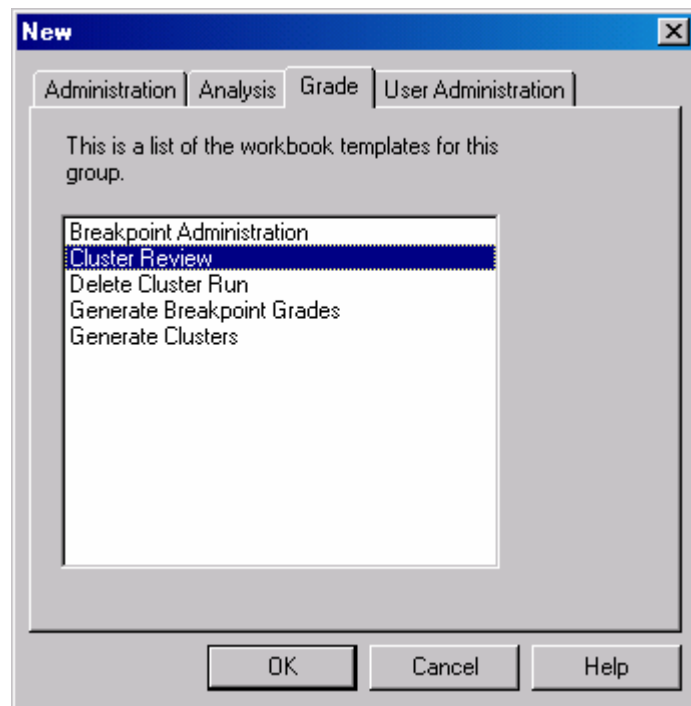 New
Administration Analysis Grade User Administration
This is a list of the workbook templates for this
group.
Breakpoint Administration
Cluster Review
Delete Cluster Run
Generate Breakpoint Grades
Generate Clusters
OK Cancel Help